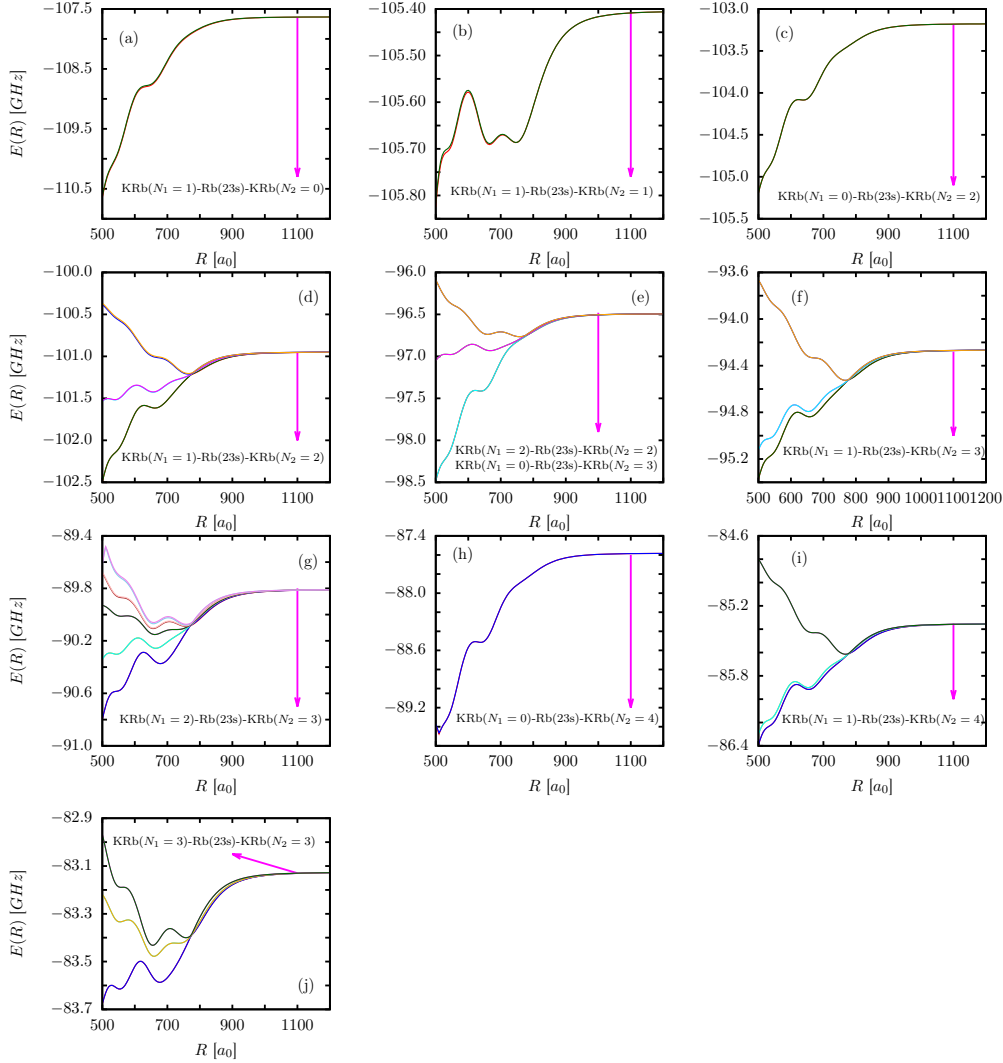 −107.5
−108.5
−109.5
−110.5
E(R) [GHz]
(a)
KRb(N₁ = 1)-Rb(23s)-KRb(N₂ = 0)
500 700 900 1100
R [a₀]
−105.40
−105.50
−105.60
−105.70
−105.80
(b)
KRb(N₁ = 1)-Rb(23s)-KRb(N₂ = 1)
500 700 900 1100
R [a₀]
−103.0
−103.5
−104.0
−104.5
−105.0
−105.5
(c)
KRb(N₁ = 0)-Rb(23s)-KRb(N₂ = 2)
500 700 900 1100
R [a₀]
−100.0
−100.5
−101.0
−101.5
−102.0
−102.5
E(R) [GHz]
(d)
KRb(N₁ = 1)-Rb(23s)-KRb(N₂ = 2)
500 700 900 1100
R [a₀]
−96.0
−96.5
−97.0
−97.5
−98.0
−98.5
(e)
KRb(N₁ = 2)-Rb(23s)-KRb(N₂ = 2)
KRb(N₁ = 0)-Rb(23s)-KRb(N₂ = 3)
500 700 900 1100
R [a₀]
−93.6
−94.0
−94.4
−94.8
−95.2
(f)
KRb(N₁ = 1)-Rb(23s)-KRb(N₂ = 3)
500 600 700 800 900 1000 1100 1200
R [a₀]
−89.4
−89.8
−90.2
−90.6
−91.0
E(R) [GHz]
(g)
KRb(N₁ = 2)-Rb(23s)-KRb(N₂ = 3)
500 700 900 1100
R [a₀]
−87.4
−88.0
−88.6
−89.2
(h)
KRb(N₁ = 0)-Rb(23s)-KRb(N₂ = 4)
500 700 900 1100
R [a₀]
−84.6
−85.2
−85.8
−86.4
(i)
KRb(N₁ = 1)-Rb(23s)-KRb(N₂ = 4)
500 700 900 1100
R [a₀]
−82.9
−83.1
−83.3
−83.5
−83.7
E(R) [GHz]
KRb(N₁ = 3)-Rb(23s)-KRb(N₂ = 3)
(j)
500 700 900 1100
R [a₀]